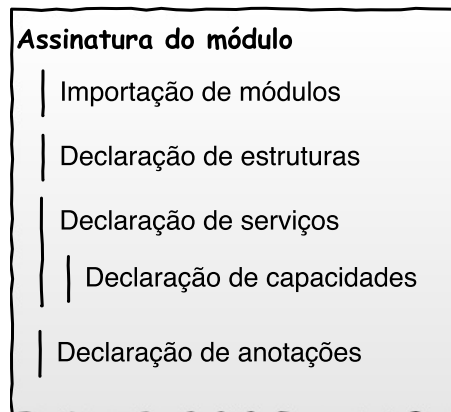 Assinatura do módulo
Importação de módulos
Declaração de estruturas
Declaração de serviços
Declaração de capacidades
Declaração de anotações